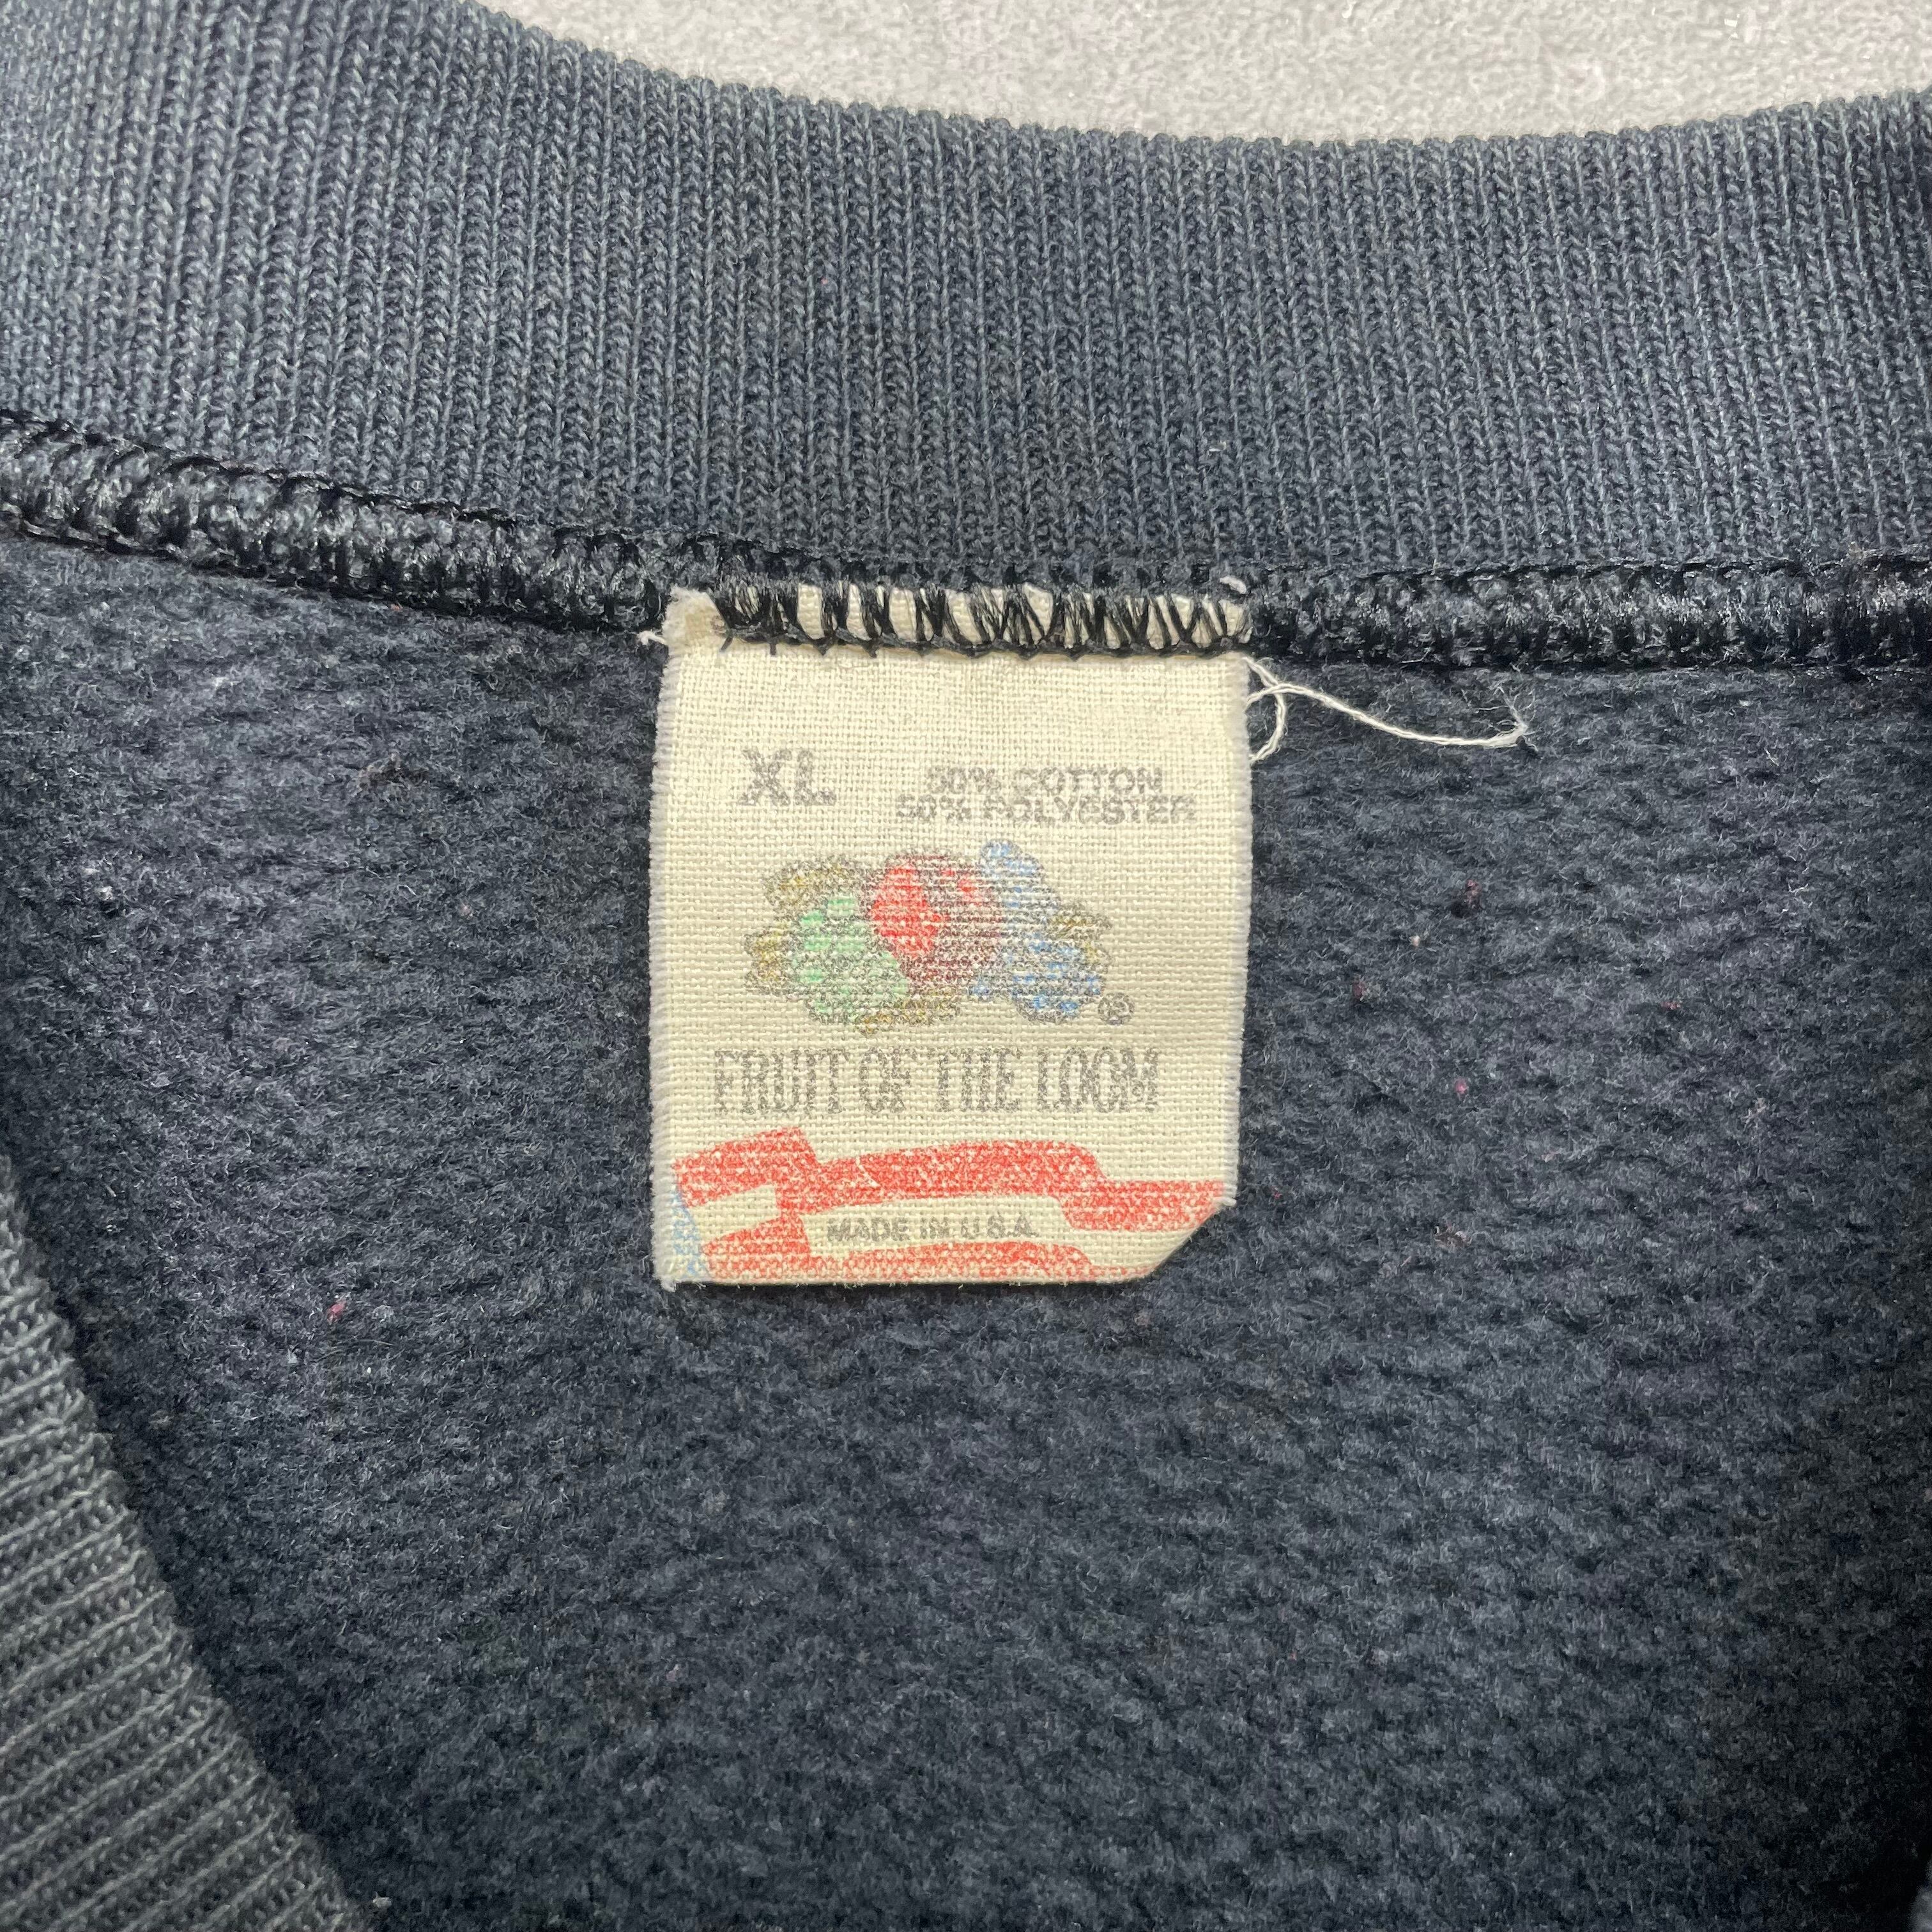 XL
50% COTTON
50% POLYESTER
®
FRUIT OF THE LOOM
MADE IN U.S.A.